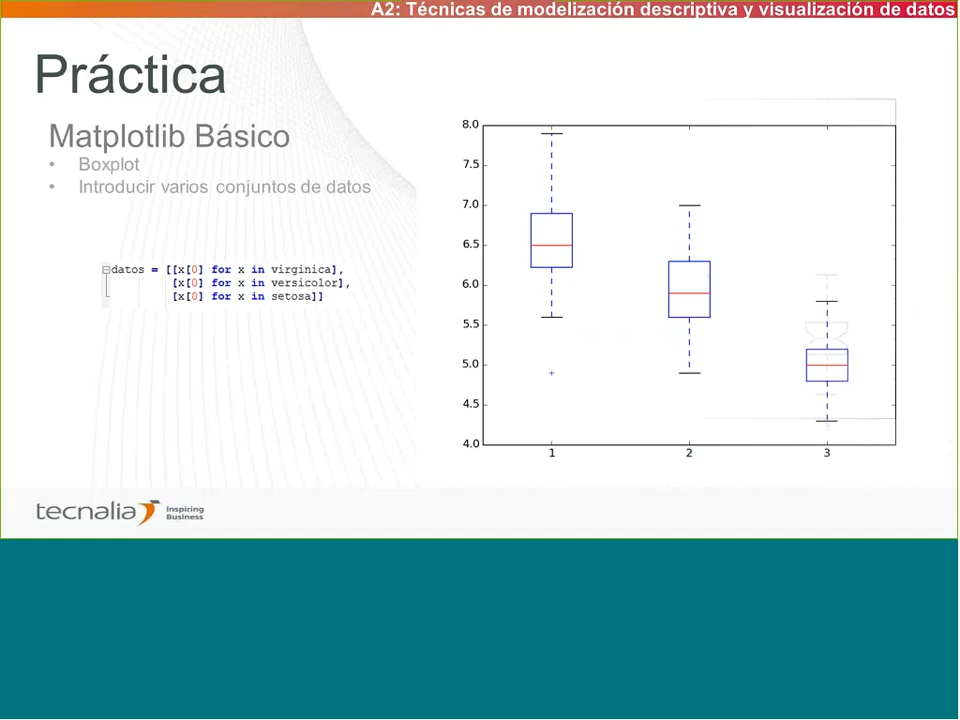 A2: Técnicas de modelización descriptiva y visualización de datos
Práctica
Matplotlib Básico
• Boxplot
• Introducir varios conjuntos de datos
datos = [[x[0] for x in virginica],
[x[0] for x in versicolor],
[x[0] for x in setosa]]
8.0
7.5
7.0
6.5
6.0
5.5
5.0
4.5
4.0
1 2 3
tecnalia Inspiring
Business